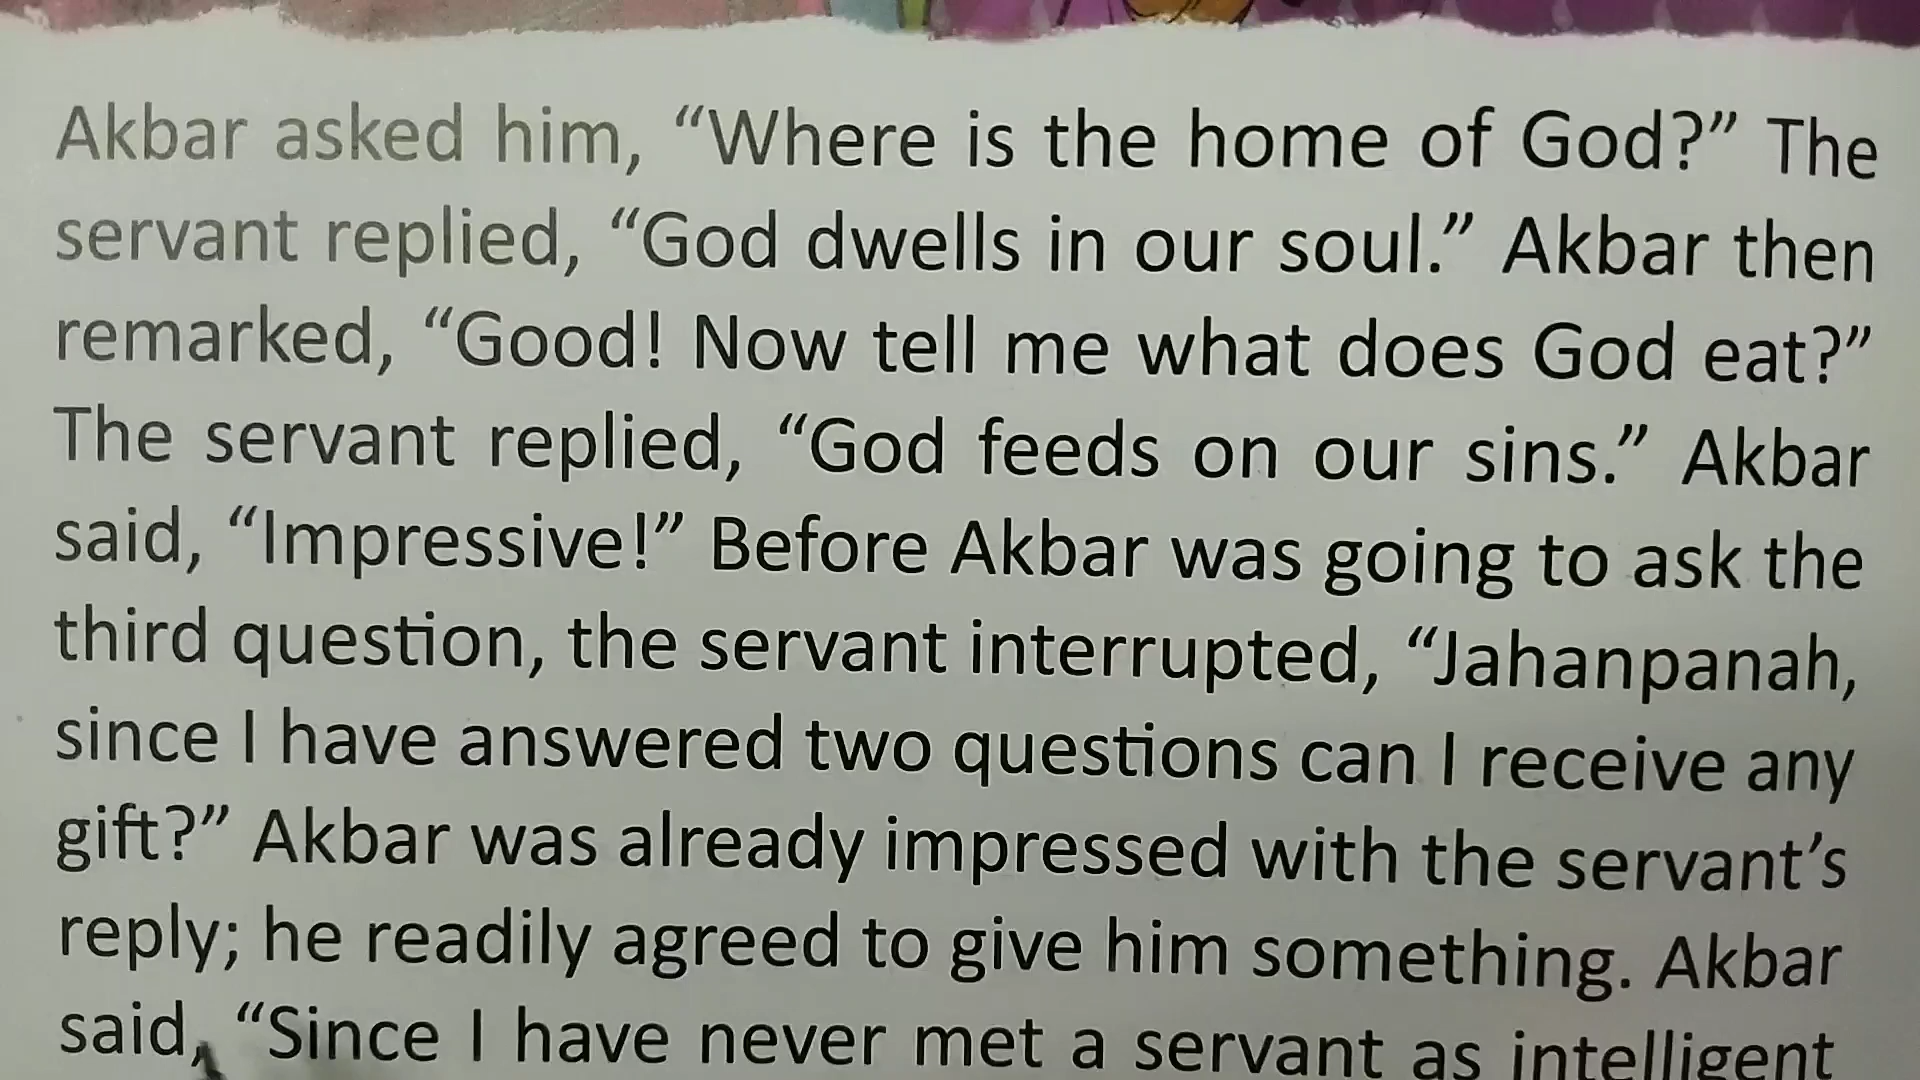 Akbar asked him, “Where is the home of God?” The
servant replied, “God dwells in our soul.” Akbar then
remarked, “Good! Now tell me what does God eat?”
The servant replied, “God feeds on our sins.” Akbar
said, “Impressive!” Before Akbar was going to ask the
third question, the servant interrupted, “Jahanpanah,
since I have answered two questions can I receive any
gift?” Akbar was already impressed with the servant’s
reply; he readily agreed to give him something. Akbar
said, “Since I have never met a servant as intelligent